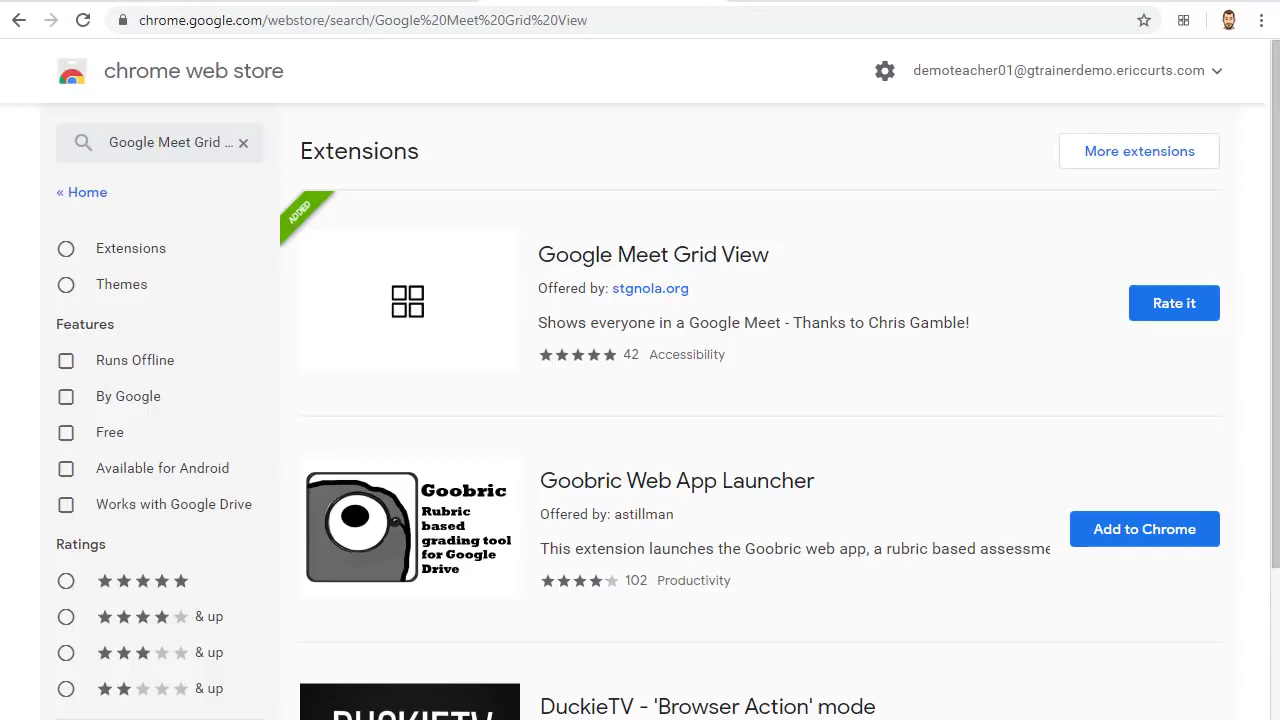 chrome.google.com/webstore/search/Google%20Meet%20Grid%20View
chrome web store
demoteacher01@gtrainerdemo.ericcurts.com
Google Meet Grid ...
« Home
Extensions
Themes
Features
Runs Offline
By Google
Free
Available for Android
Works with Google Drive
Ratings
& up
& up
& up
Extensions
More extensions
ADDED
Google Meet Grid View
Offered by: stgnola.org
Shows everyone in a Google Meet - Thanks to Chris Gamble!
42 Accessibility
Rate it
Goobric
Rubric
based
grading tool
for Google
Drive
Goobric Web App Launcher
Offered by: astillman
This extension launches the Goobric web app, a rubric based assessme
102 Productivity
Add to Chrome
DUCKIETV
DuckieTV - 'Browser Action' mode